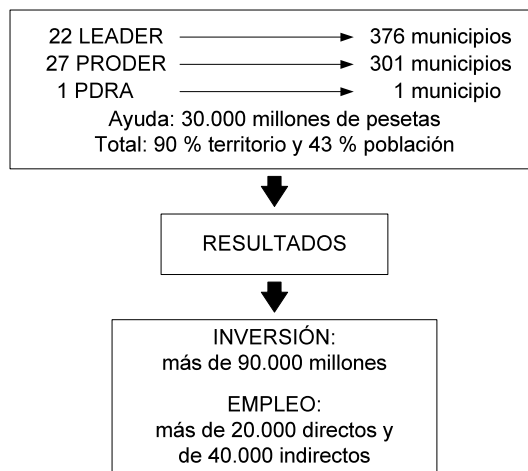 22 LEADER 376 municipios
27 PRODER 301 municipios
1 PDRA 1 municipio
Ayuda: 30.000 millones de pesetas
Total: 90 % territorio y 43 % población
RESULTADOS
INVERSIÓN:
más de 90.000 millones
EMPLEO:
más de 20.000 directos y
de 40.000 indirectos